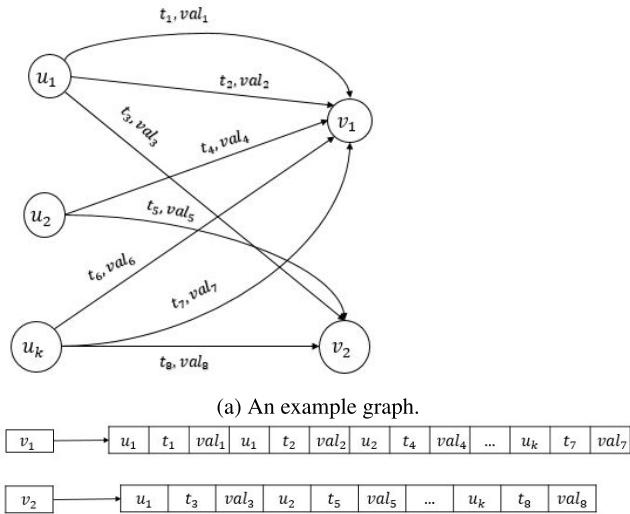 t₁, val₁
u₁
t₂, val₂
t₃, val₃
v₁
t₄, val₄
u₂
t₅, val₅
t₆, val₆
t₇, val₇
uₖ
v₂
t₈, val₈
(a) An example graph.
v₁ u₁ t₁ val₁ u₁ t₂ val₂ u₂ t₄ val₄ ... uₖ t₇ val₇
v₂ u₁ t₃ val₃ u₂ t₅ val₅ ... uₖ t₈ val₈